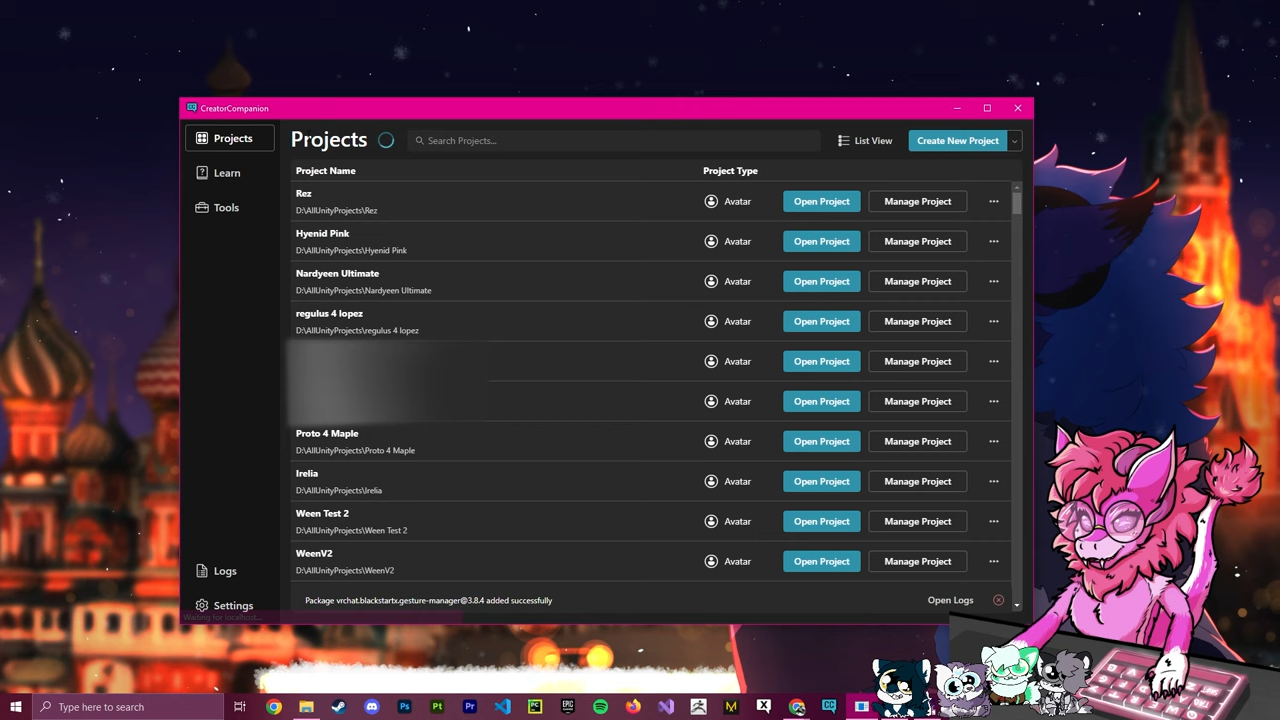 CreatorCompanion
Projects
Learn
Tools
Logs
Settings
Waiting for localhost...
Projects
Search Projects...
List View
Create New Project
Project Name
Project Type
Rez
D:\AllUnityProjects\Rez
Avatar
Open Project
Manage Project
Hyenid Pink
D:\AllUnityProjects\Hyenid Pink
Avatar
Open Project
Manage Project
Nardyeen Ultimate
D:\AllUnityProjects\Nardyeen Ultimate
Avatar
Open Project
Manage Project
regulus 4 lopez
D:\AllUnityProjects\regulus 4 lopez
Avatar
Open Project
Manage Project
Avatar
Open Project
Manage Project
Avatar
Open Project
Manage Project
Proto 4 Maple
D:\AllUnityProjects\Proto 4 Maple
Avatar
Open Project
Manage Project
Irelia
D:\AllUnityProjects\Irelia
Avatar
Open Project
Manage Project
Ween Test 2
D:\AllUnityProjects\Ween Test 2
Avatar
Open Project
Manage Project
WeenV2
D:\AllUnityProjects\WeenV2
Avatar
Open Project
Manage Project
Package vrchat.blackstartx.gesture-manager@3.8.4 added successfully
Open Logs
Type here to search